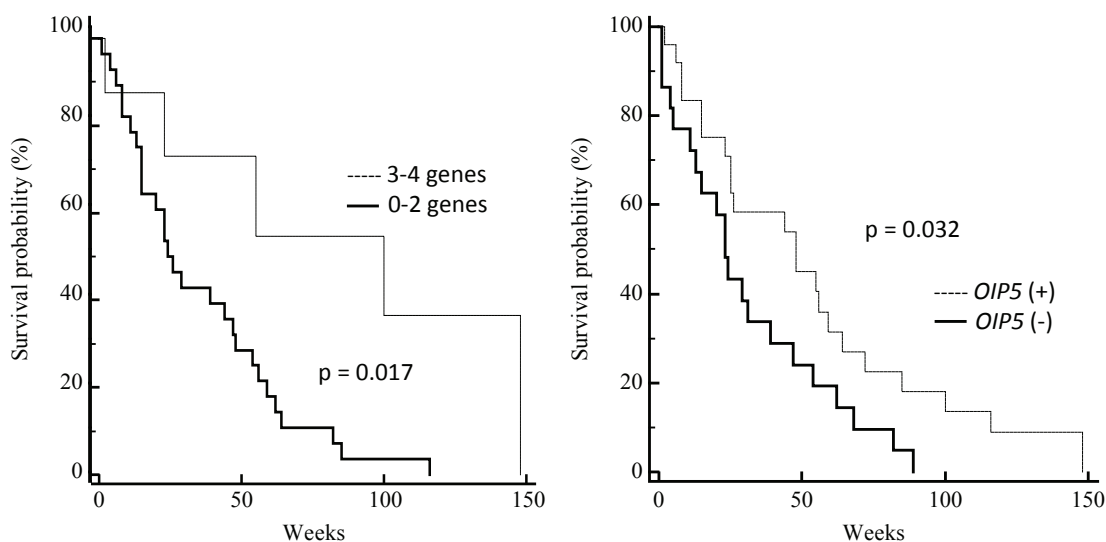 100
80
60
40
20
0
Survival probability (%)
3-4 genes
0-2 genes
p = 0.017
0
50
100
150
Weeks
100
80
60
40
20
0
Survival probability (%)
p = 0.032
OIP5 (+)
OIP5 (-)
0
50
100
150
Weeks